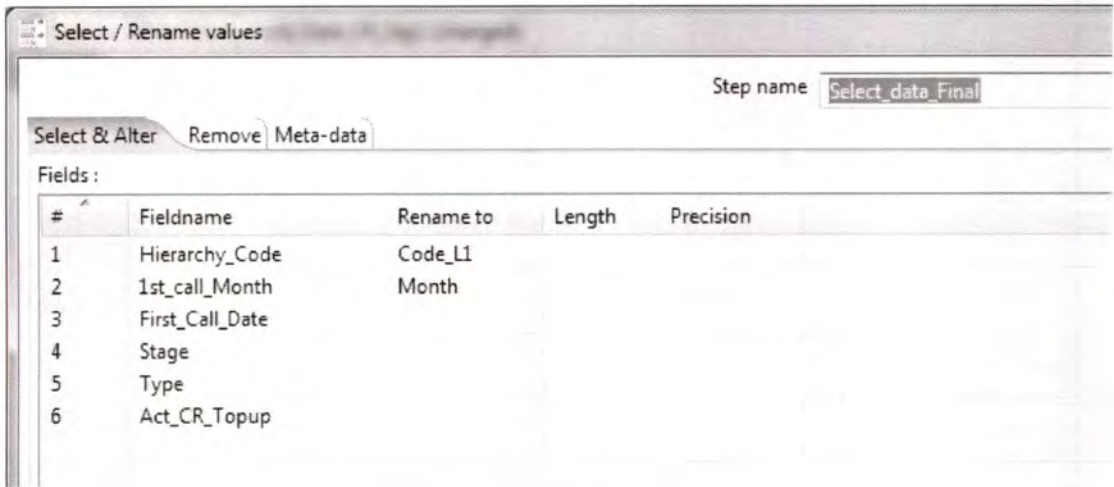 Select / Rename values
Step name Select_data_Final
Select & Alter Remove Meta-data
Fields :
# Fieldname Rename to Length Precision
1 Hierarchy_Code Code_L1
2 1st_call_Month Month
3 First_Call_Date
4 Stage
5 Type
6 Act_CR_Topup